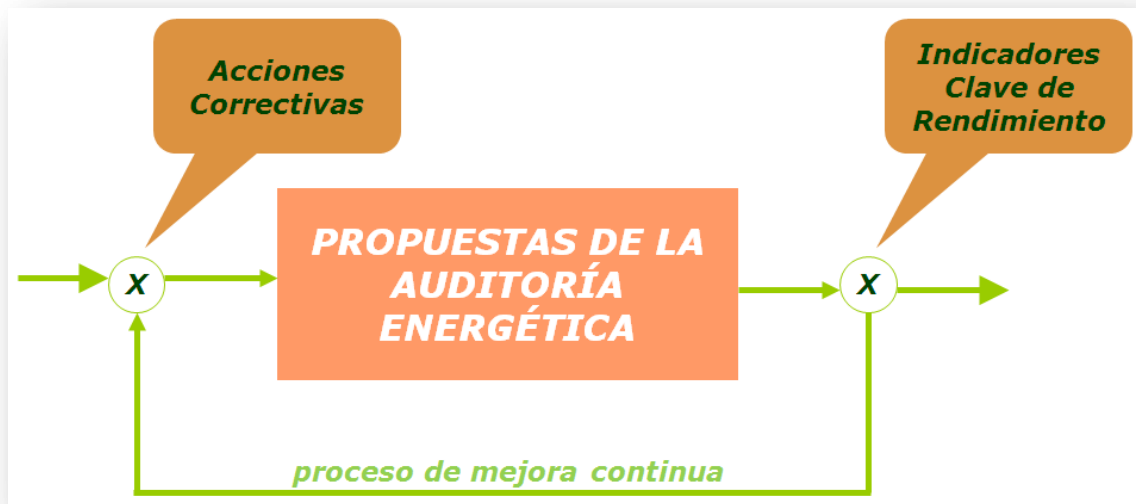 Acciones
Correctivas
Indicadores
Clave de
Rendimiento
X
PROPUESTAS DE LA
AUDITORÍA
ENERGÉTICA
X
proceso de mejora continua